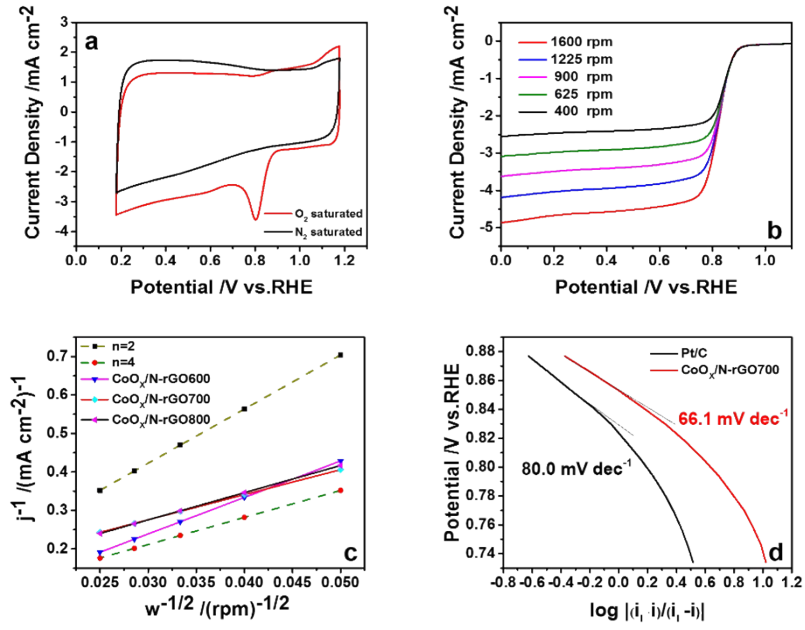 a
Current Density /mA cm⁻²
3
2
1
0
-1
-2
-3
-4
O₂ saturated
N₂ saturated
0.0 0.2 0.4 0.6 0.8 1.0 1.2
Potential /V vs.RHE
b
Current Density /mA cm⁻²
0
-1
-2
-3
-4
-5
1600 rpm
1225 rpm
900 rpm
625 rpm
400 rpm
0.0 0.2 0.4 0.6 0.8 1.0
Potential /V vs.RHE
c
j⁻¹ /(mA cm⁻²)⁻¹
0.7
0.6
0.5
0.4
0.3
0.2
n=2
n=4
CoOₓ/N-rGO600
CoOₓ/N-rGO700
CoOₓ/N-rGO800
0.025 0.030 0.035 0.040 0.045 0.050
w⁻¹/² /(rpm)⁻¹/²
d
Potential /V vs.RHE
0.88
0.86
0.84
0.82
0.80
0.78
0.76
0.74
Pt/C
CoOₓ/N-rGO700
66.1 mV dec⁻¹
80.0 mV dec⁻¹
-0.8 -0.6 -0.4 -0.2 0.0 0.2 0.4 0.6 0.8 1.0 1.2
log |(i_l·i)/(i_l-i)|